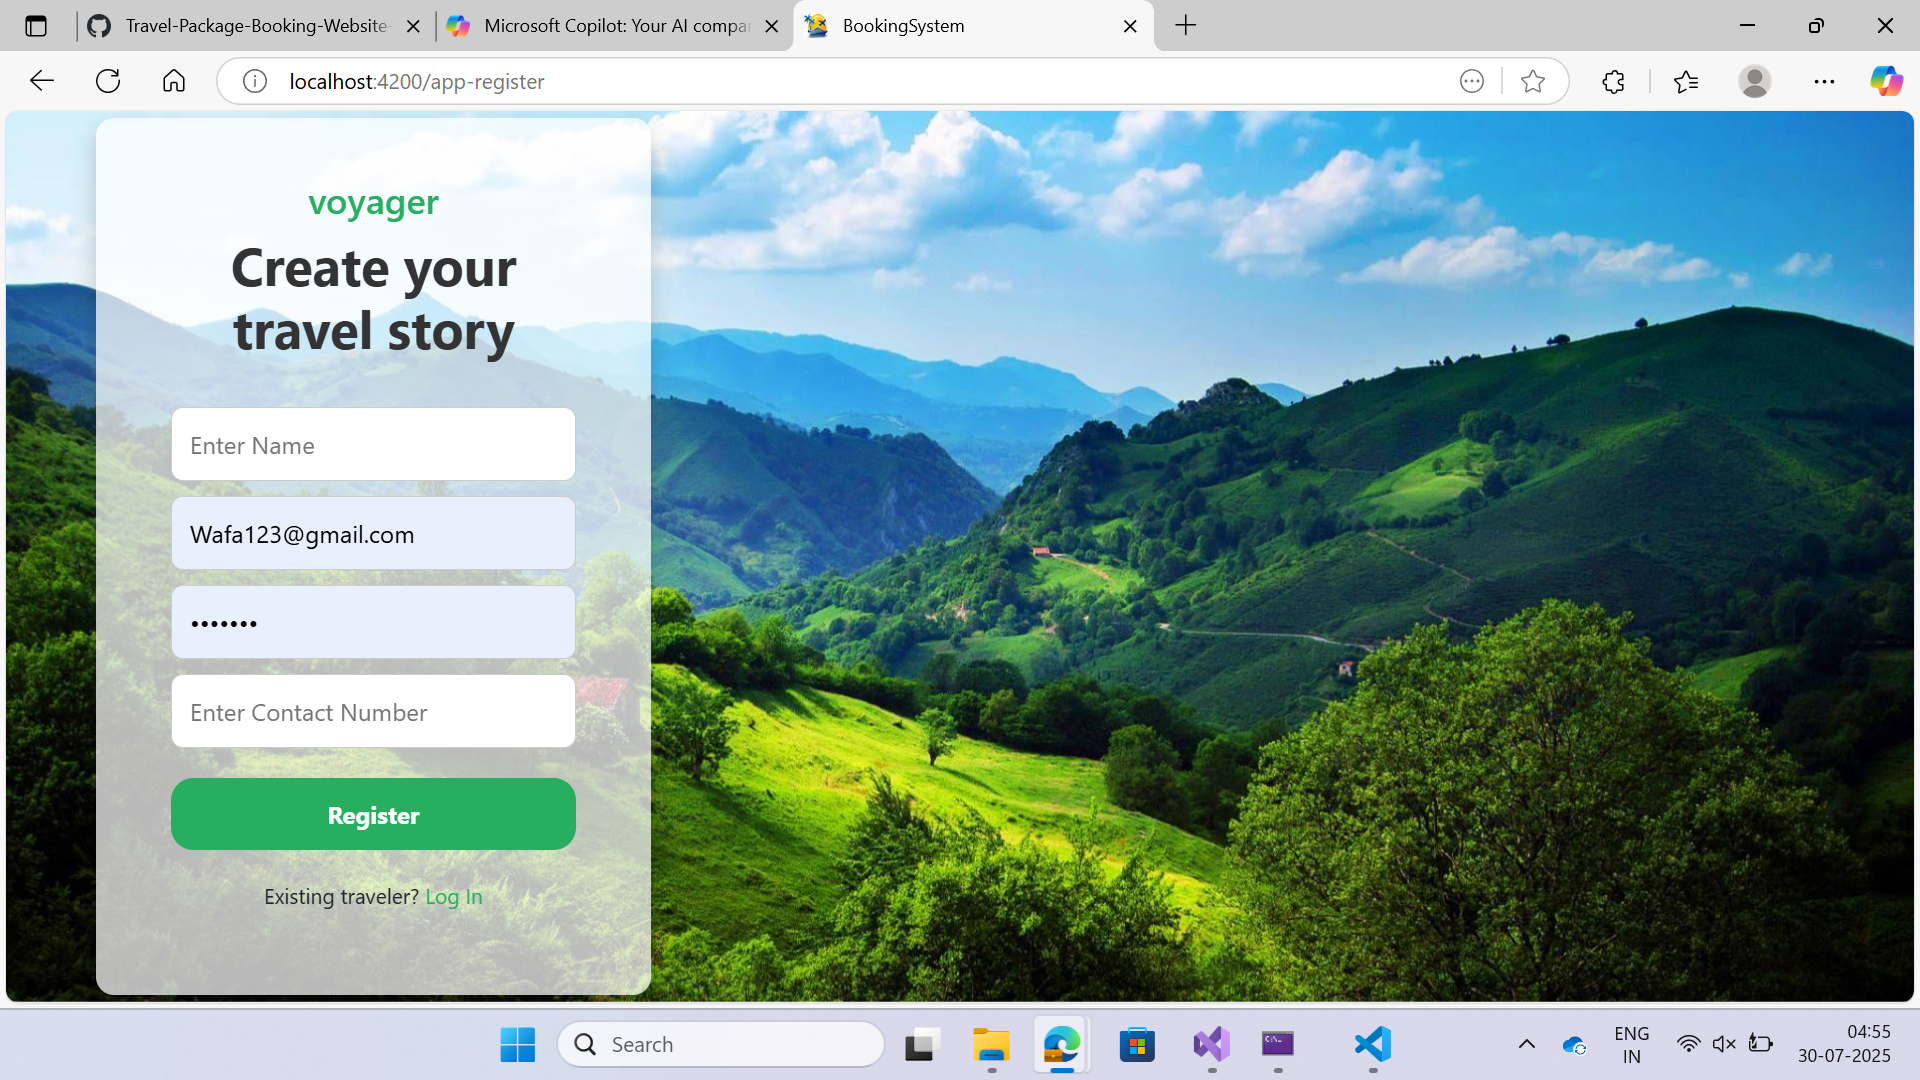 Travel-Package-Booking-Website-
Microsoft Copilot: Your AI compa
BookingSystem
localhost:4200/app-register
voyager
Create your
travel story
Enter Name
Wafa123@gmail.com
•••••••
Enter Contact Number
Register
Existing traveler? Log In
Search
ENG
IN
04:55
30-07-2025